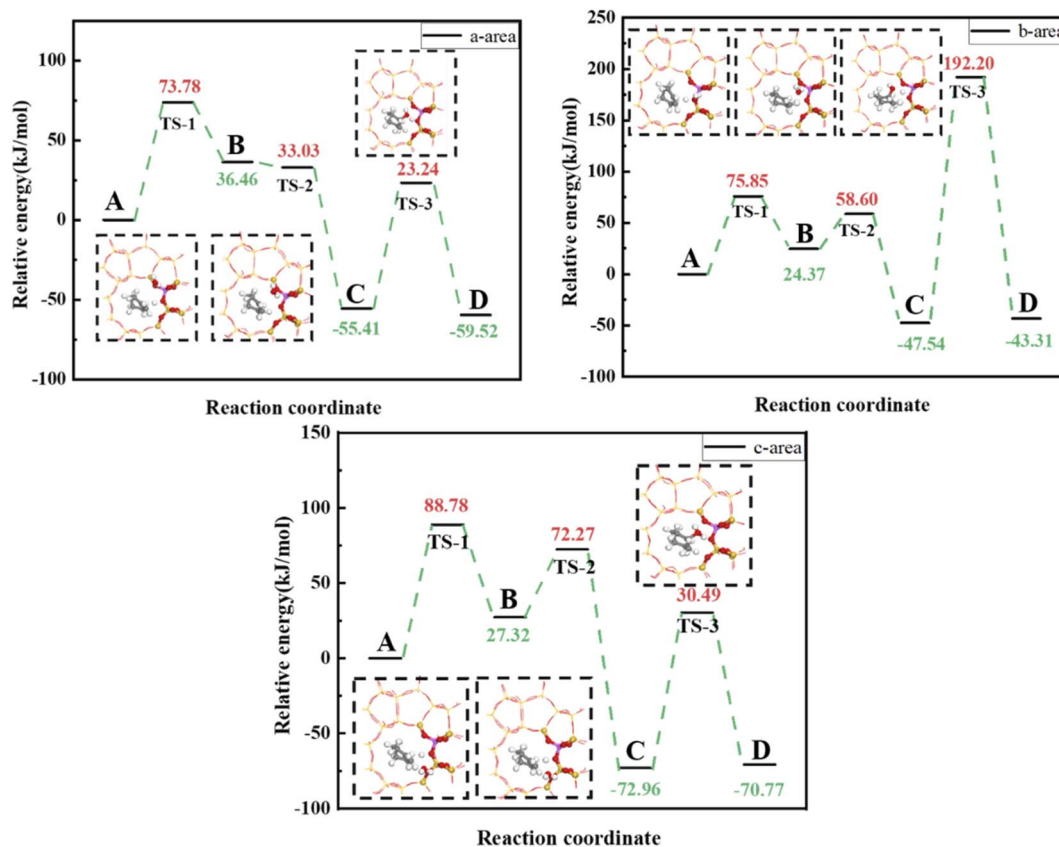 a-area
100
50
0
-50
-100
Relative energy(kJ/mol)
A
73.78
TS-1
B
36.46
33.03
TS-2
C
-55.41
23.24
TS-3
D
-59.52
Reaction coordinate
b-area
250
200
150
100
50
0
-50
-100
Relative energy(kJ/mol)
A
75.85
TS-1
B
24.37
58.60
TS-2
C
-47.54
192.20
TS-3
D
-43.31
Reaction coordinate
c-area
150
100
50
0
-50
-100
Relative energy(kJ/mol)
A
88.78
TS-1
B
27.32
72.27
TS-2
C
-72.96
30.49
TS-3
D
-70.77
Reaction coordinate